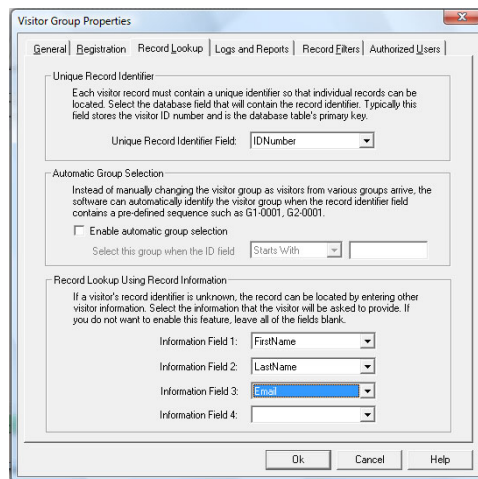 Visitor Group Properties
General Registration Record Lookup Logs and Reports Record Filters Authorized Users
Unique Record Identifier
Each visitor record must contain a unique identifier so that individual records can be
located. Select the database field that will contain the record identifier. Typically this
field stores the visitor ID number and is the database table's primary key.
Unique Record Identifier Field: IDNumber
Automatic Group Selection
Instead of manually changing the visitor group as visitors from various groups arrive, the
software can automatically identify the visitor group when the record identifier field
contains a pre-defined sequence such as G1-0001, G2-0001.
Enable automatic group selection
Select this group when the ID field Starts With
Record Lookup Using Record Information
If a visitor's record identifier is unknown, the record can be located by entering other
visitor information. Select the information that the visitor will be asked to provide. If
you do not want to enable this feature, leave all of the fields blank.
Information Field 1: FirstName
Information Field 2: LastName
Information Field 3: Email
Information Field 4:
Ok Cancel Help